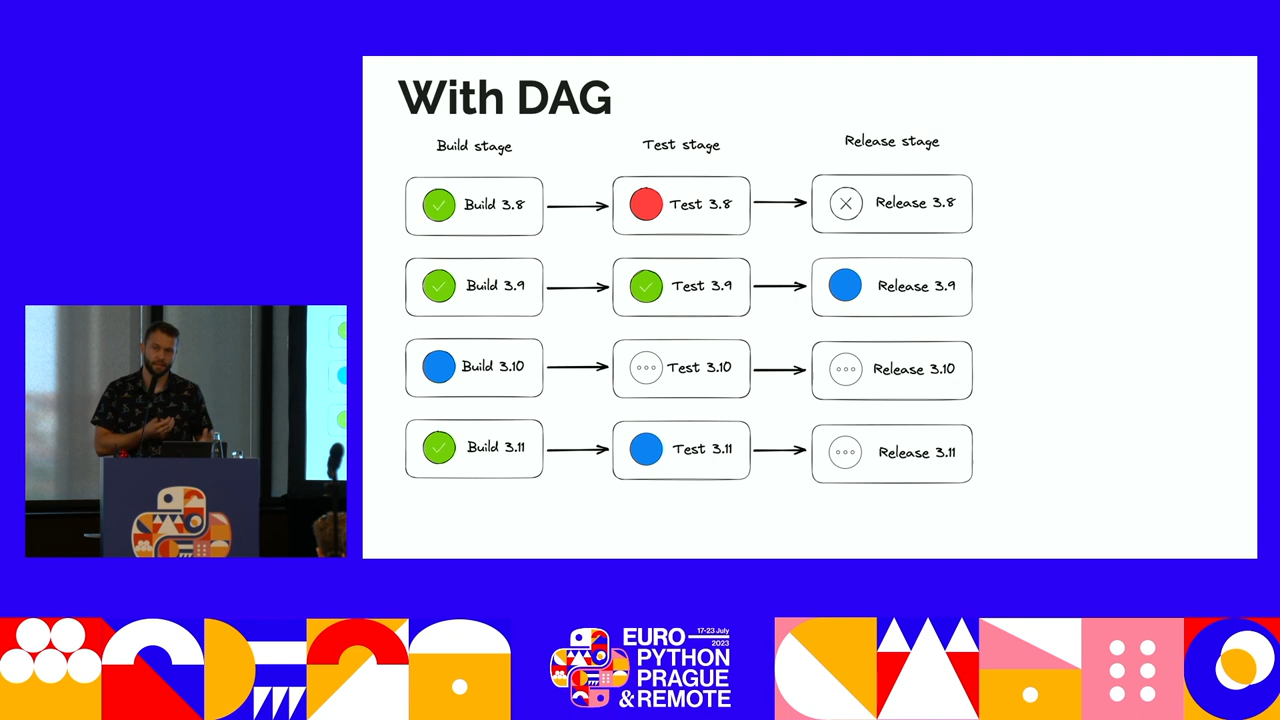 With DAG
Build stage
Test stage
Release stage
Build 3.8
Test 3.8
Release 3.8
Build 3.9
Test 3.9
Release 3.9
Build 3.10
Test 3.10
Release 3.10
Build 3.11
Test 3.11
Release 3.11
EURO 17-23 July
2023
PYTHON
PRAGUE
&REMOTE